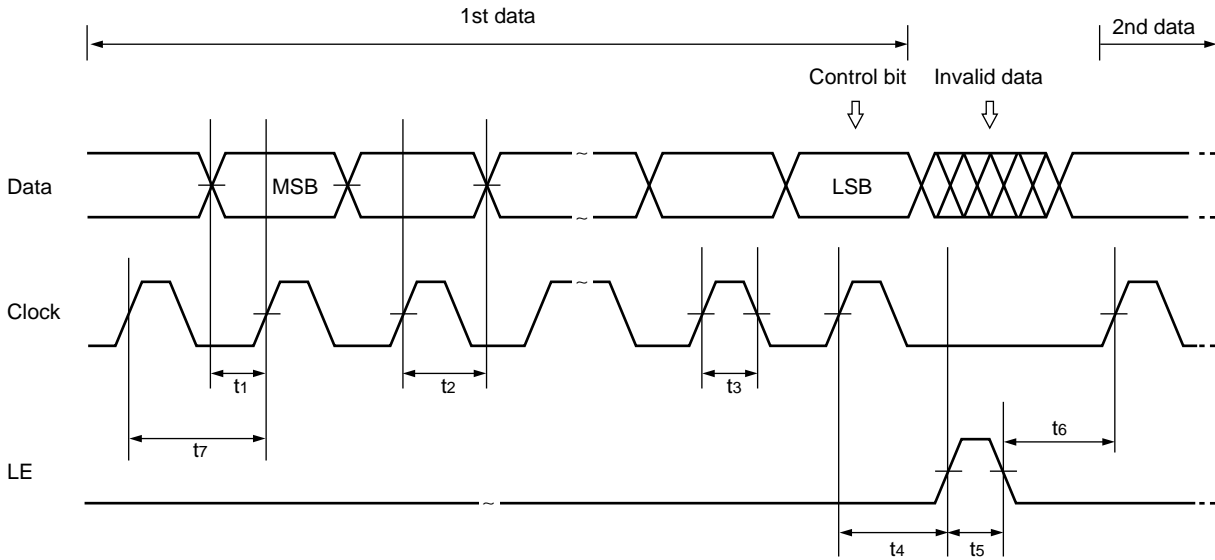 1st data
2nd data
Control bit
Invalid data
Data
MSB
LSB
Clock
t1
t2
t3
t7
t6
LE
t4
t5